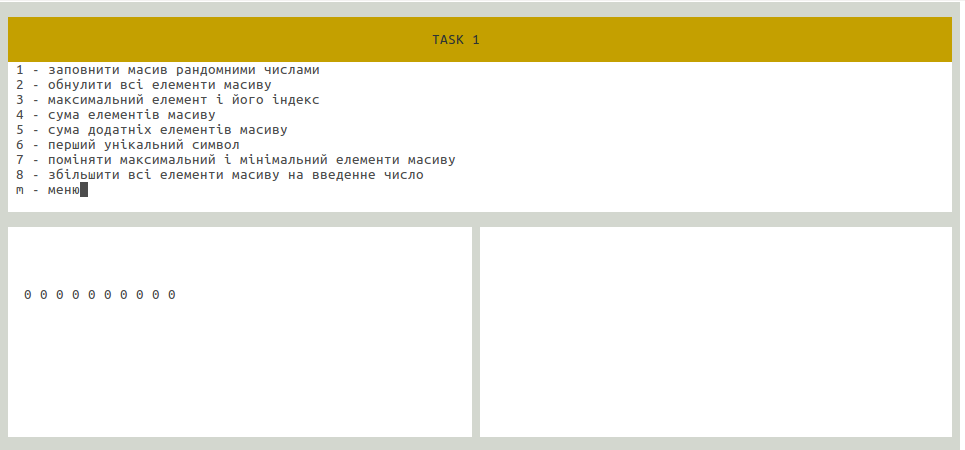 TASK 1
1 - заповнити масив рандомними числами
2 - обнулити всі елементи масиву
3 - максимальний елемент і його індекс
4 - сума елементів масиву
5 - сума додатніх елементів масиву
6 - перший унікальний символ
7 - поміняти максимальний і мінімальний елементи масиву
8 - збільшити всі елементи масиву на введенне число
m - меню
0 0 0 0 0 0 0 0 0 0